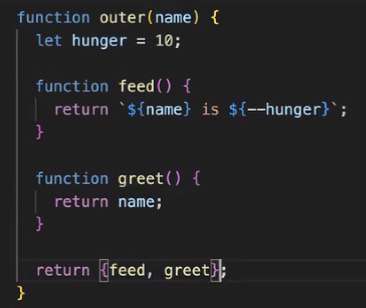 function outer(name) {
  let hunger = 10;

  function feed() {
    return `${name} is ${--hunger}`;
  }

  function greet() {
    return name;
  }

  return {feed, greet};
}